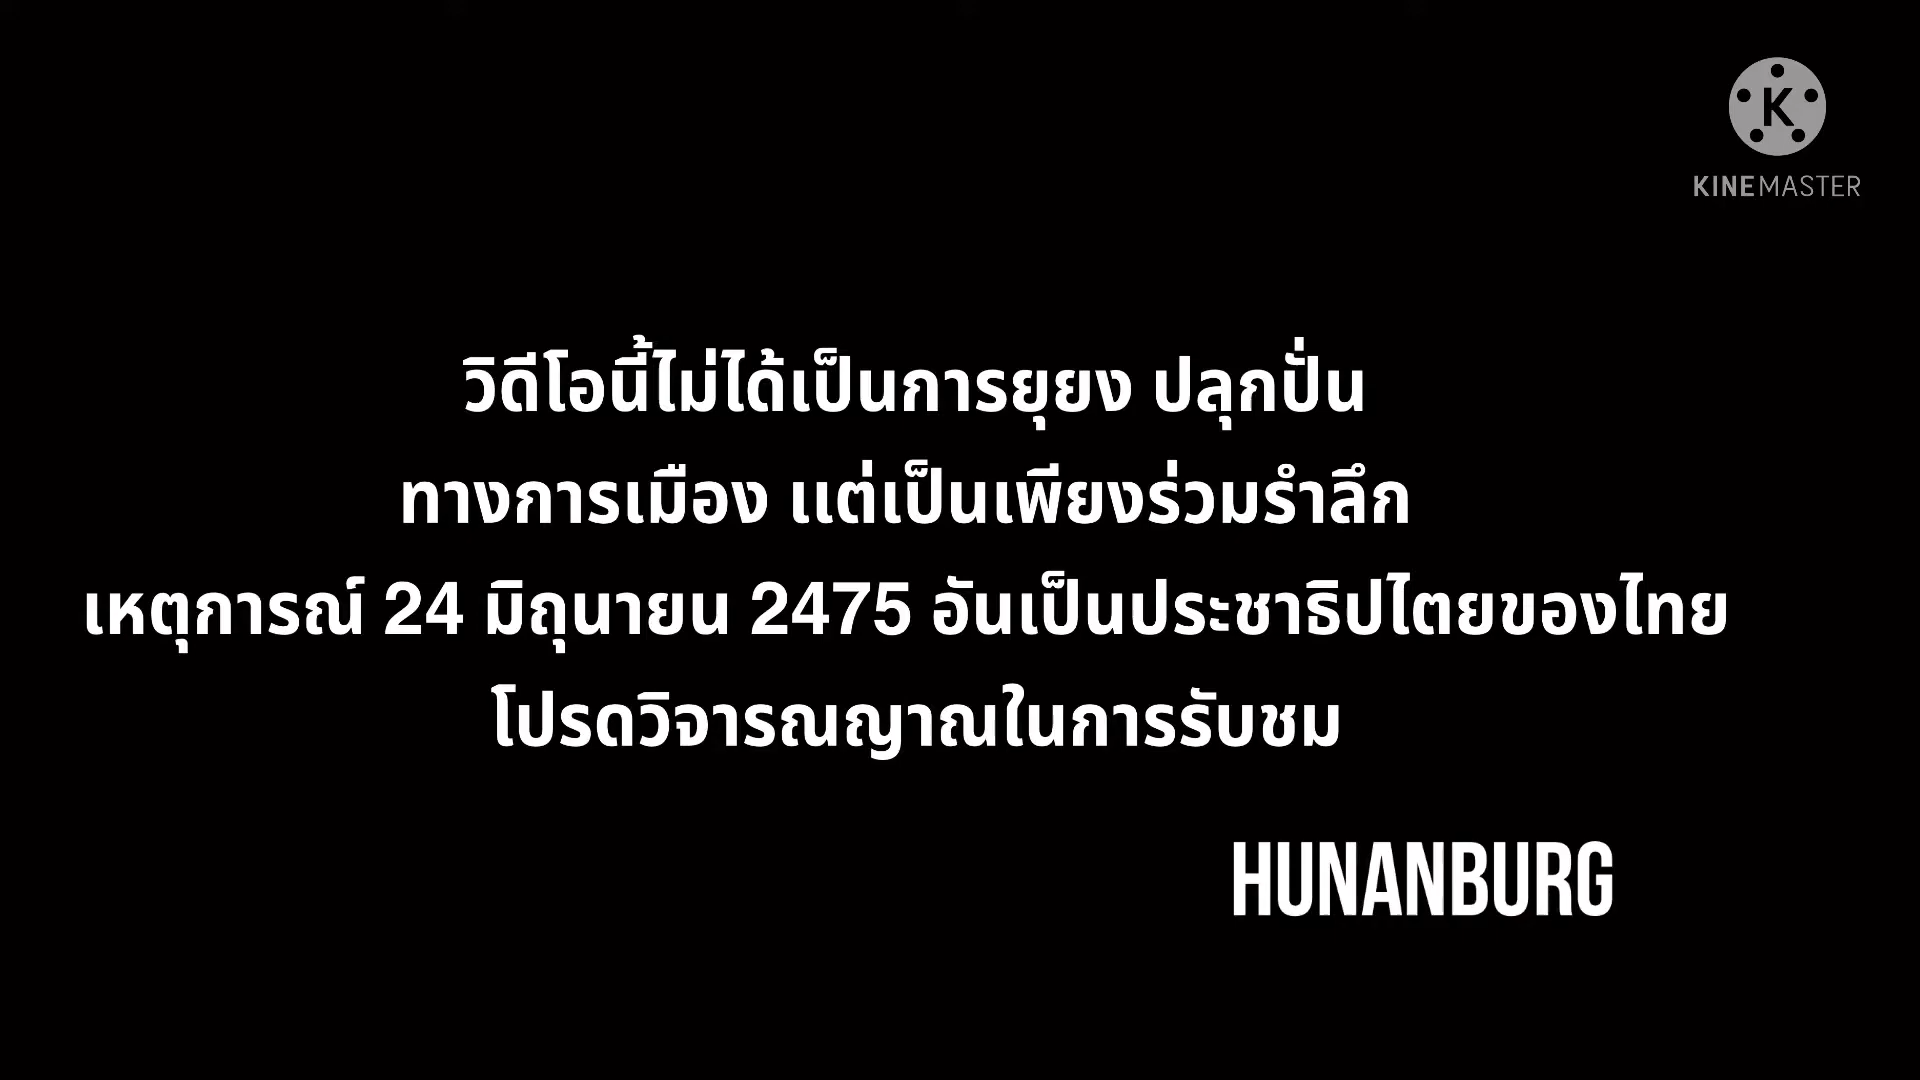 K
KINEMASTER
วิดีโอนี้ไม่ได้เป็นการยุยง ปลุกปั่น
ทางการเมือง แต่เป็นเพียงร่วมรำลึก
เหตุการณ์ 24 มิถุนายน 2475 อันเป็นประชาธิปไตยของไทย
โปรดวิจารณญาณในการรับชม
HUNANBURG